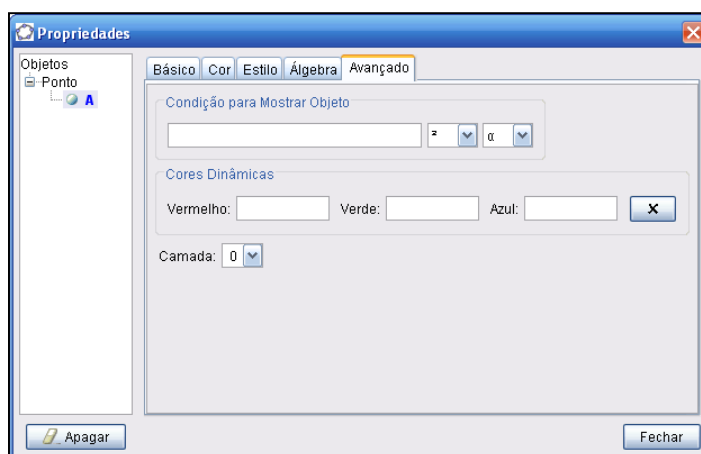 Propriedades
Objetos
Ponto
A
Básico Cor Estilo Álgebra Avançado
Condição para Mostrar Objeto
² α
Cores Dinâmicas
Vermelho: Verde: Azul: x
Camada: 0
Apagar Fechar